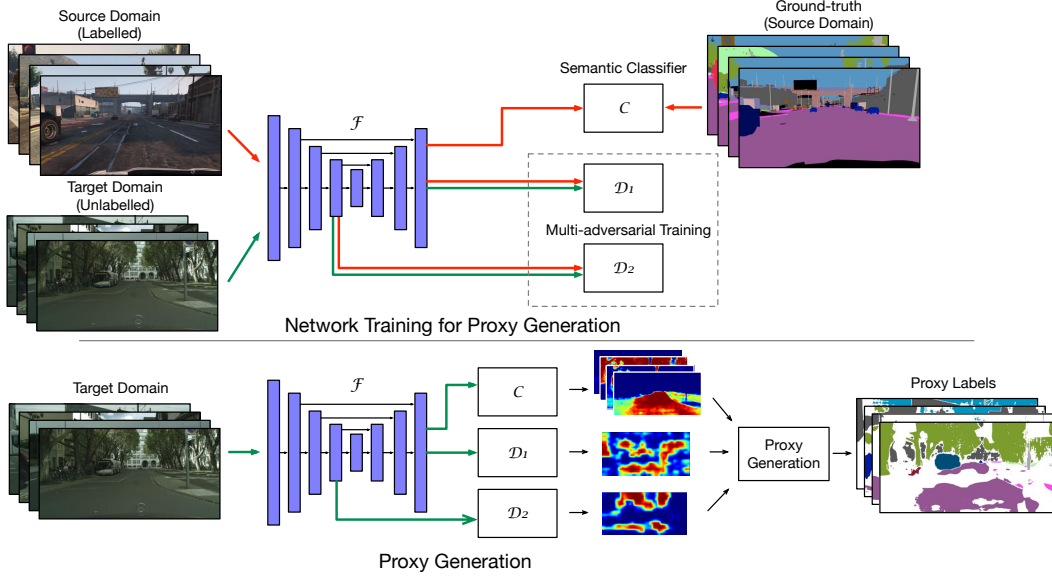 Source Domain
(Labelled)
Ground-truth
(Source Domain)
Semantic Classifier
C
ℱ
Target Domain
(Unlabelled)
𝒟1
Multi-adversarial Training
𝒟2
Network Training for Proxy Generation
Target Domain
ℱ
C
𝒟1
𝒟2
Proxy
Generation
Proxy Labels
Proxy Generation